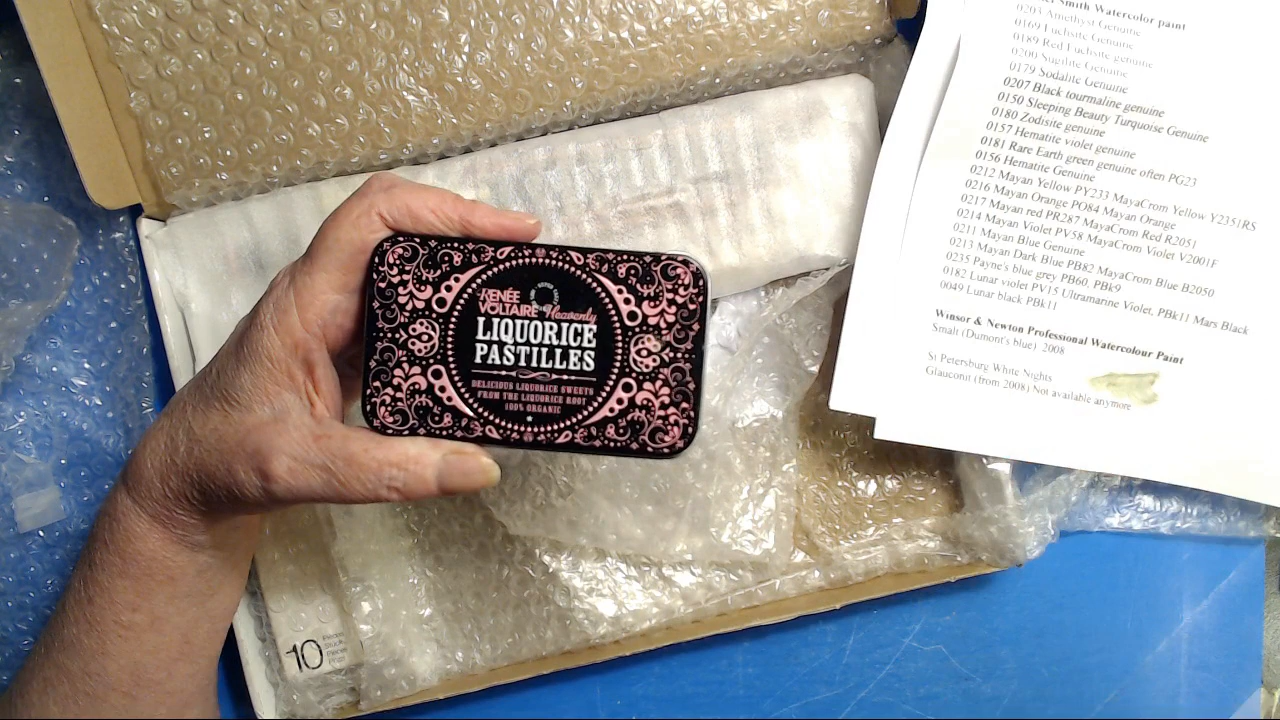 RENÉE
VOLTAIRE
Heavenly
LIQUORICE
PASTILLES
DELICIOUS LIQUORICE SWEETS
FROM THE LIQUORICE ROOT
100% ORGANIC
Smith Watercolor paint
0203 Amethyst Genuine
0169 Fuchsite Genuine
0189 Red Fuchsite genuine
0200 Sugilite Genuine
0179 Sodalite Genuine
0207 Black tourmaline genuine
0150 Sleeping Beauty Turquoise Genuine
0180 Zodisite genuine
0157 Hematite violet genuine
0181 Rare Earth green genuine often PG23
0156 Hematite Genuine
0212 Mayan Yellow PY233 MayaCrom Yellow Y2351RS
0216 Mayan Orange PO84 Mayan Orange
0217 Mayan red PR287 MayaCrom Red R2051
0214 Mayan Violet PV58 MayaCrom Violet V2001F
0211 Mayan Blue Genuine
0213 Mayan Dark Blue PB82 MayaCrom Blue B2050
0235 Payne's blue grey PB60, PBk9
0182 Lunar violet PV15 Ultramarine Violet, PBk11 Mars Black
0049 Lunar black PBk11
Winsor & Newton Professional Watercolour Paint
Smalt (Dumont's blue) 2008
St Petersburg White Nights
Glauconit (from 2008) Not available anymore
10